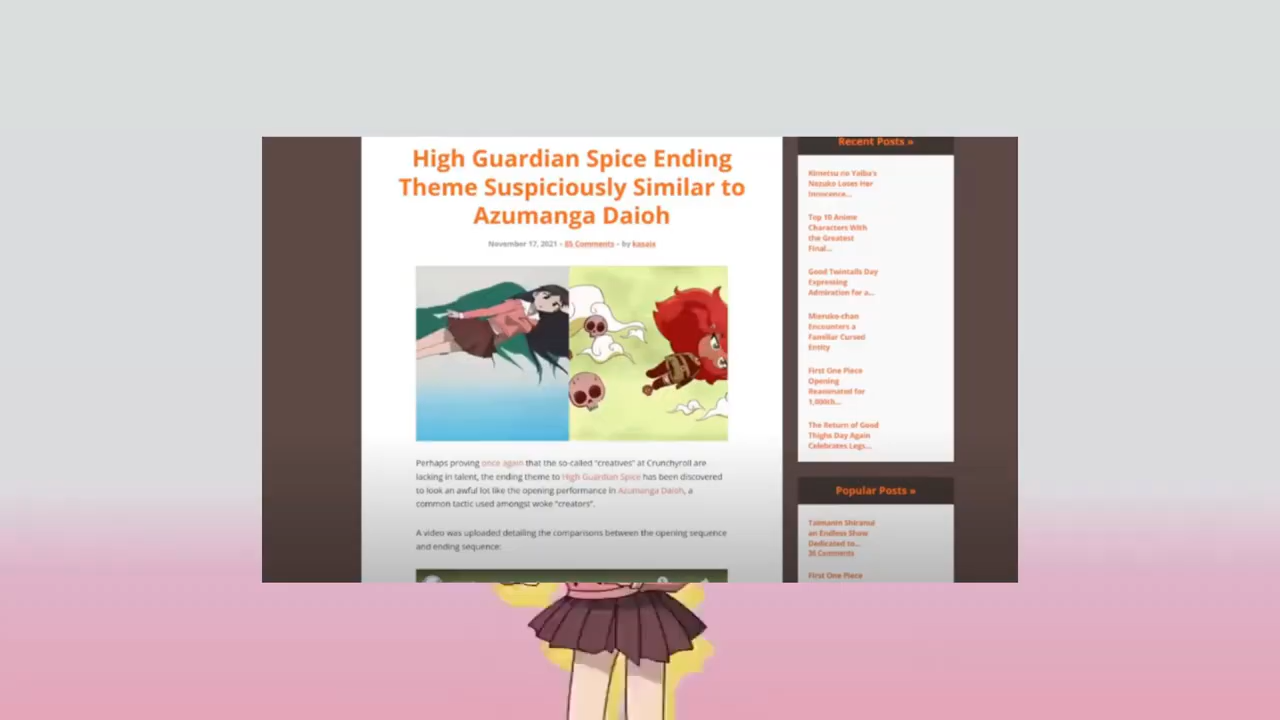 High Guardian Spice Ending
Theme Suspiciously Similar to
Azumanga Daioh
November 17, 2021 - 85 Comments - by kasaix
Perhaps proving once again that the so-called "creatives" at Crunchyroll are
lacking in talent, the ending theme to High Guardian Spice has been discovered
to look an awful lot like the opening performance in Azumanga Daioh, a
common tactic used amongst woke "creators".
A video was uploaded detailing the comparisons between the opening sequence
and ending sequence:
Recent Posts »
Kimetsu no Yaiba's
Nezuko Loses Her
Innocence...
Top 10 Anime
Characters With
the Greatest
Final...
Good Twintails Day
Expressing
Admiration for a...
Mieruko-chan
Encounters a
Familiar Cursed
Entity
First One Piece
Opening
Reanimated for
1,000th...
The Return of Good
Thighs Day Again
Celebrates Legs...
Popular Posts »
Taimanin Shiranui
an Endless Show
Dedicated to...
30 Comments
First One Piece